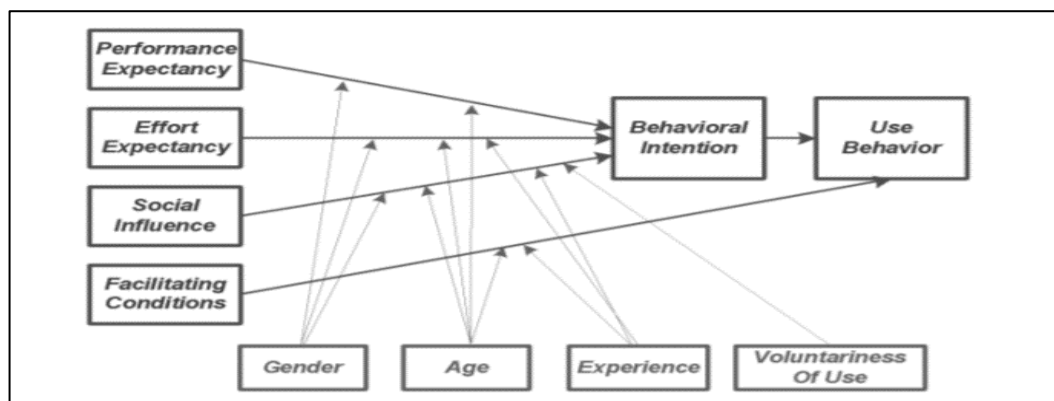 Performance
Expectancy
Effort
Expectancy
Behavioral
Intention
Use
Behavior
Social
Influence
Facilitating
Conditions
Gender
Age
Experience
Voluntariness
Of Use